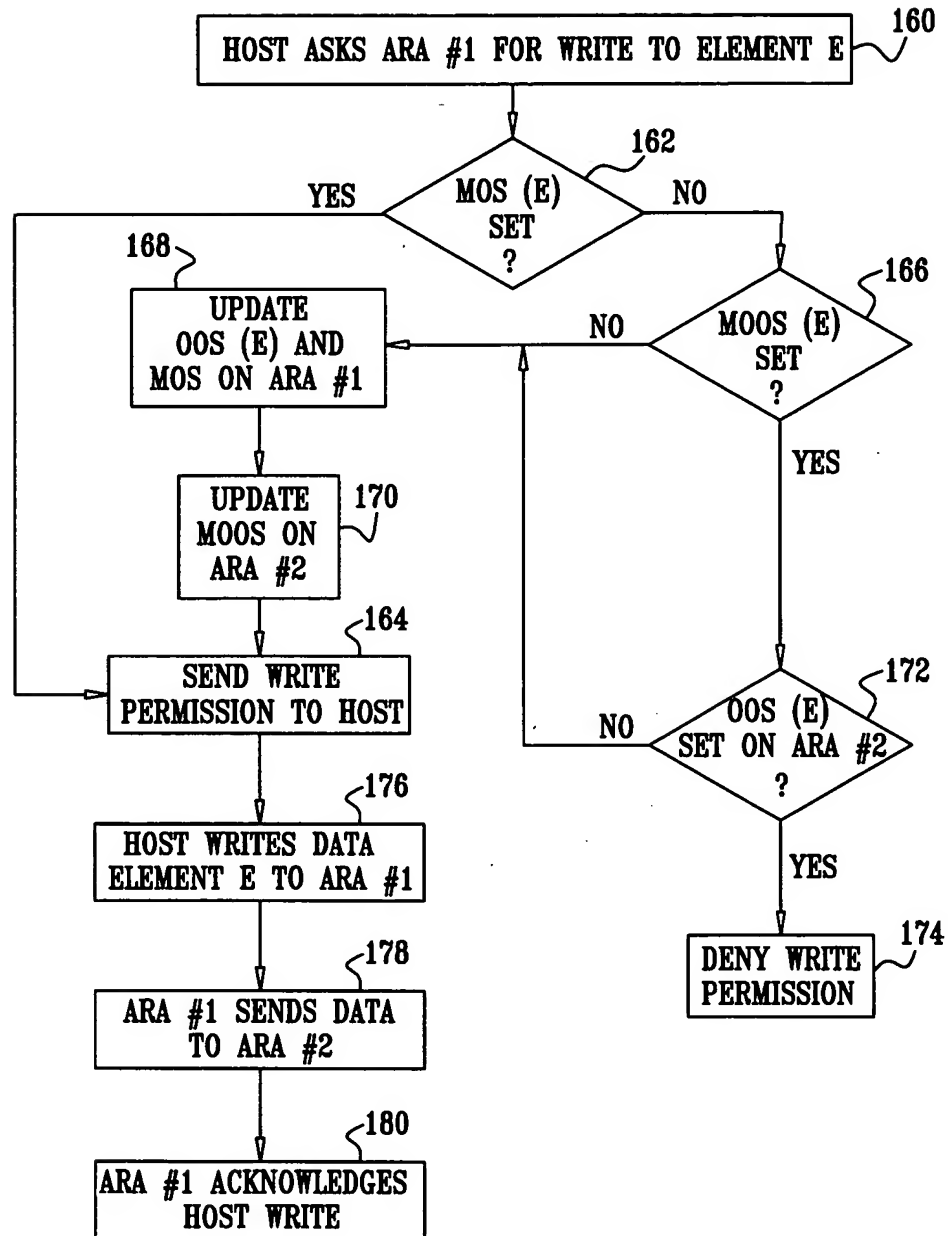 160
HOST ASKS ARA #1 FOR WRITE TO ELEMENT E
162
MOS (E)
SET
?
YES
NO
168
UPDATE
OOS (E) AND
MOS ON ARA #1
166
MOOS (E)
SET
?
NO
YES
170
UPDATE
MOOS ON
ARA #2
164
SEND WRITE
PERMISSION TO HOST
172
OOS (E)
SET ON ARA #2
?
NO
YES
176
HOST WRITES DATA
ELEMENT E TO ARA #1
174
DENY WRITE
PERMISSION
178
ARA #1 SENDS DATA
TO ARA #2
180
ARA #1 ACKNOWLEDGES
HOST WRITE